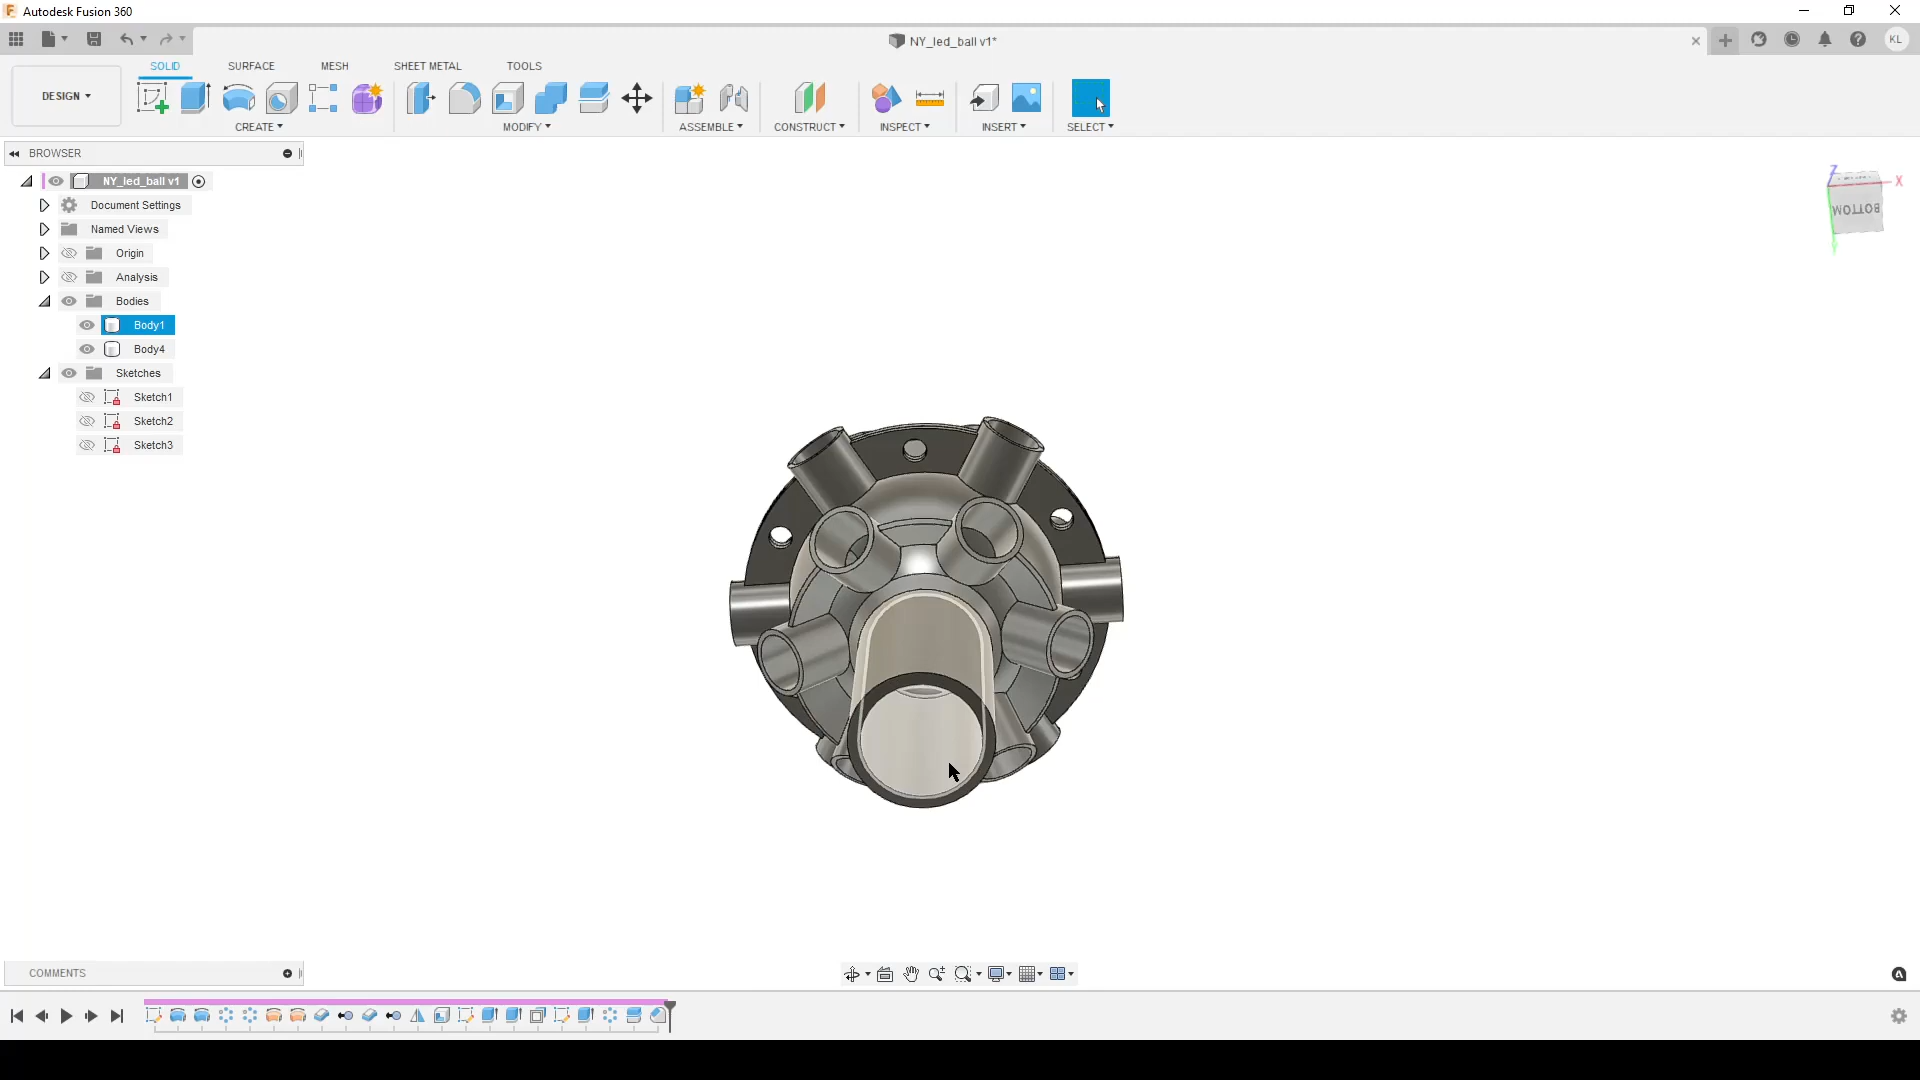 Autodesk Fusion 360
NY_led_ball v1*
KL
DESIGN
SOLID
SURFACE
MESH
SHEET METAL
TOOLS
CREATE
MODIFY
ASSEMBLE
CONSTRUCT
INSPECT
INSERT
SELECT
BROWSER
NY_led_ball v1
Document Settings
Named Views
Origin
Analysis
Bodies
Body1
Body4
Sketches
Sketch1
Sketch2
Sketch3
Z
X
BOTTOM
Y
COMMENTS